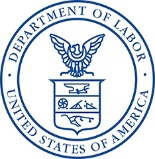 DEPARTMENT OF LABOR
UNITED STATES OF AMERICA